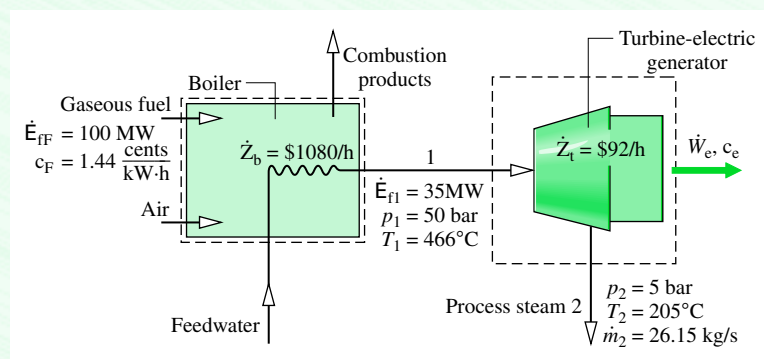 Turbine-electric
generator
Combustion
products
Boiler
Gaseous fuel
Ė_fF = 100 MW
c_F = 1.44 cents/kW·h
Ż_b = $1080/h
Air
1
Ė_f1 = 35MW
p_1 = 50 bar
T_1 = 466°C
Ż_t = $92/h
Ẇ_e, c_e
Feedwater
Process steam 2
p_2 = 5 bar
T_2 = 205°C
ṁ_2 = 26.15 kg/s